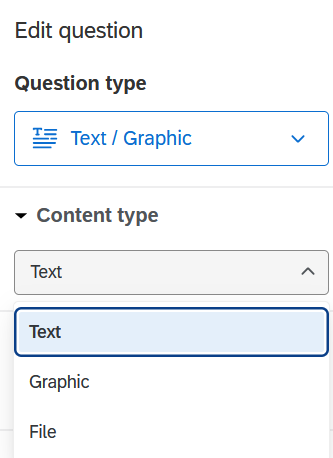 Edit question
Question type
Text / Graphic
Content type
Text
Text
Graphic
File